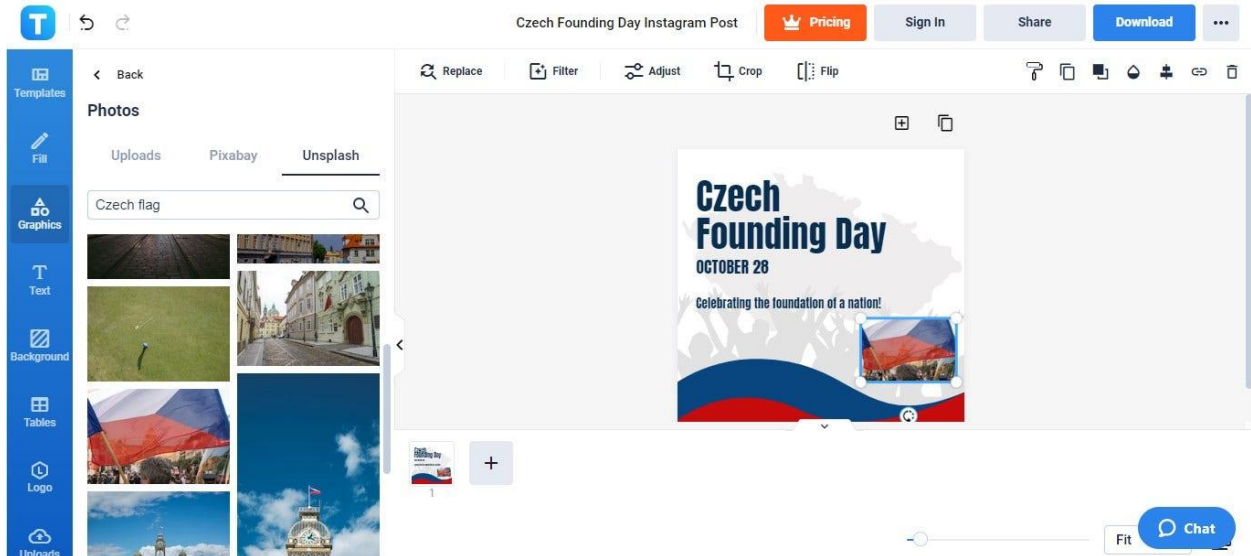 T
Czech Founding Day Instagram Post
Pricing
Sign In
Share
Download
Templates
Fill
Graphics
T
Text
Background
Tables
L
Logo
Uploads
Back
Photos
Uploads
Pixabay
Unsplash
Czech flag
Replace
Filter
Adjust
Crop
Flip
Czech
Founding Day
OCTOBER 28
Celebrating the foundation of a nation!
1
Fit
Chat